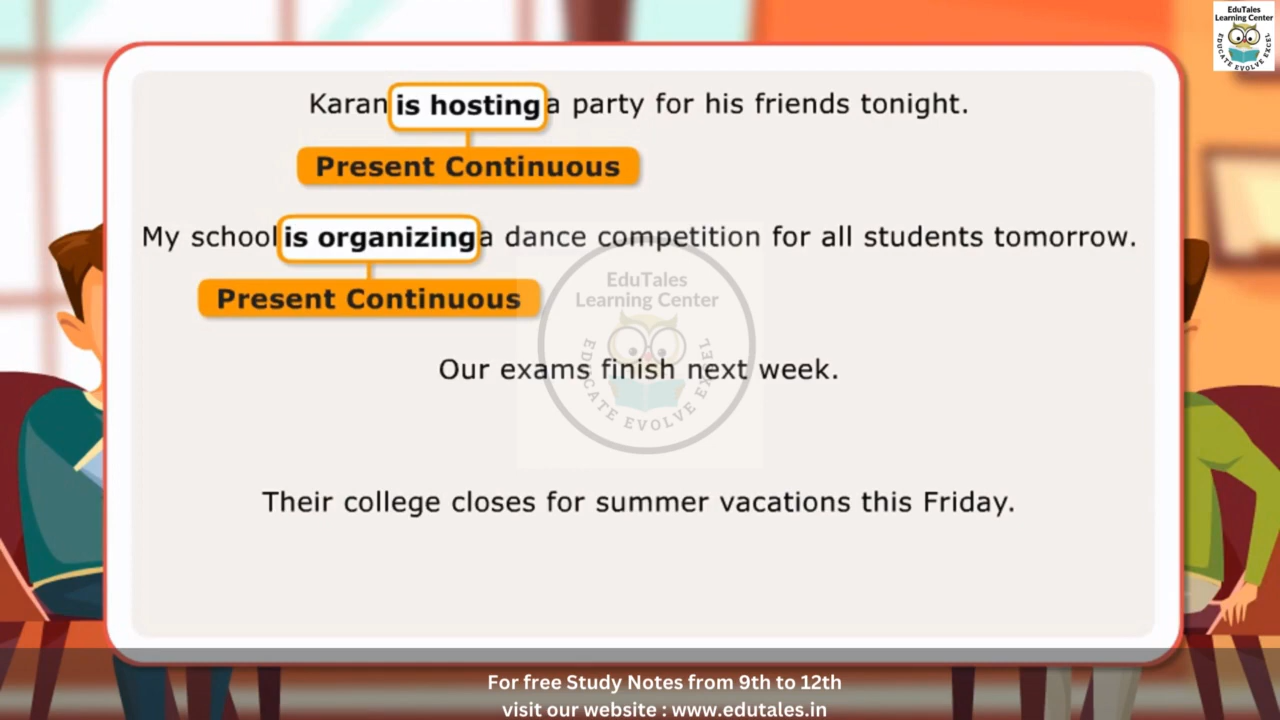 EduTales
Learning Center
EDUCATE EVOLVE EXCEL
Karan is hosting a party for his friends tonight.
Present Continuous
My school is organizing a dance competition for all students tomorrow.
Present Continuous
EduTales
Learning Center
EDUCATE EVOLVE EXCEL
Our exams finish next week.
Their college closes for summer vacations this Friday.
For free Study Notes from 9th to 12th
visit our website : www.edutales.in